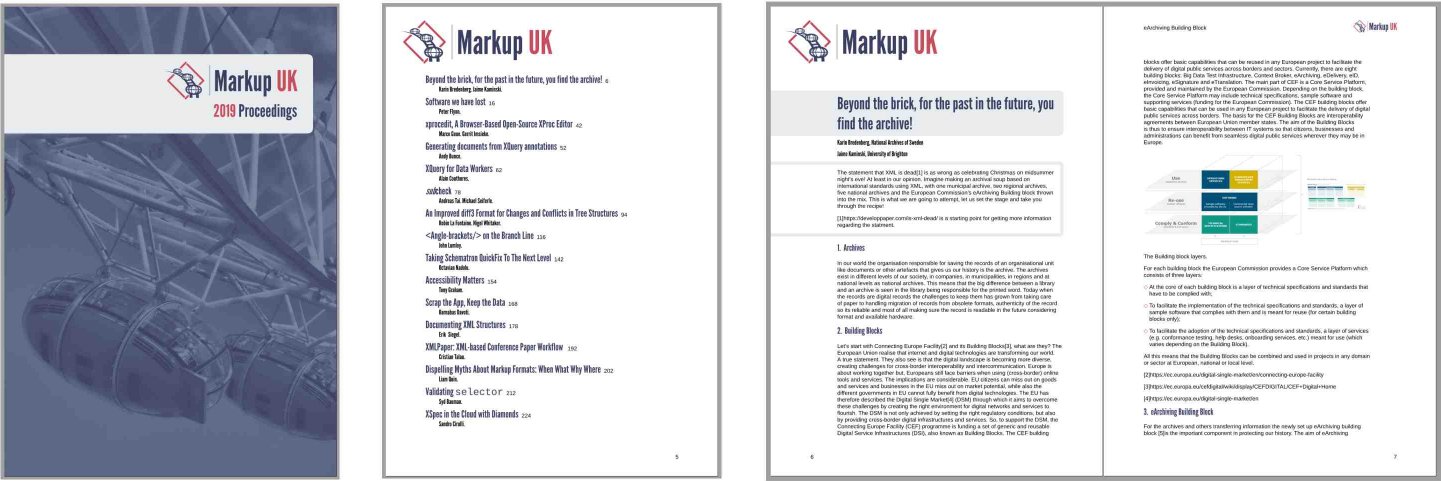 Markup UK
2019 Proceedings
Markup UK
Beyond the brick, for the past in the future, you find the archive! 6
Karin Bredenberg, Jaime Kaminski.
Software we have lost 16
Peter Flynn.
xprocedit, A Browser-Based Open-Source XProc Editor 42
Marco Geue, Gerrit Imsieke.
Generating documents from XQuery annotations 52
Andy Bunce.
XQuery for Data Workers 62
Alain Couthures.
check 78
Andreas Tai, Michael Seiferle.
An Improved diff3 Format for Changes and Conflicts in Tree Structures 94
Robin La Fontaine, Nigel Whitaker.
<Angle-brackets/> on the Branch Line 116
John Lumley.
Taking Schematron QuickFix To The Next Level 142
Octavian Nadolu.
Accessibility Matters 154
Tony Graham.
Scrap the App, Keep the Data 168
Barnabas Davoti.
Documenting XML Structures 178
Erik Siegel.
XMLPaper: XML-based Conference Paper Workflow 192
Cristian Talau.
Dispelling Myths About Markup Formats: When What Why Where 202
Liam Quin.
Validating selector 212
Syd Bauman.
XSpec in the Cloud with Diamonds 224
Sandro Cirulli.
5
Markup UK
Beyond the brick, for the past in the future, you
find the archive!
Karin Bredenberg, National Archives of Sweden
Jaime Kaminski, University of Brighton
The statement that XML is dead[1] is as wrong as celebrating Christmas on midsummer
night's eve! At least in our opinion. Imagine making an archival soup based on
international standards using XML, with one municipal archive, two regional archives,
five national archives and the European Commission's eArchiving Building block thrown
into the mix. This is what we are going to attempt, let us set the stage and take you
through the recipe!
[1]https://developpaper.com/is-xml-dead/ is a starting point for getting more information
regarding the statment.
1. Archives
In our world the organisation responsible for saving the records of an organisational unit
like documents or other artefacts that gives us our history is the archive. The archives
exist in different levels of our society, in companies, in municipalities, in regions and at
national levels as national archives. This means that the big difference between a library
and an archive is seen in the library being responsible for the printed word. Today when
the records are digital records the challenges to keep them has grown from taking care
of paper to handling migration of records from obsolete formats, authenticity of the record
so its reliable and most of all making sure the record is readable in the future considering
format and available hardware.
2. Building Blocks
Let's start with Connecting Europe Facility[2] and its Building Blocks[3], what are they? The
European Union realise that internet and digital technologies are transforming our world.
A true statement. They also see is that the digital landscape is becoming more diverse,
creating challenges for cross-border interoperability and intercommunication. Europe is
about working together but, Europeans still face barriers when using (cross-border) online
tools and services. The implications are considerable. EU citizens can miss out on goods
and services and businesses in the EU miss out on market potential, while also the
different governments in EU cannot fully benefit from digital technologies. The EU has
therefore described the Digital Single Market[4] (DSM) through which it aims to overcome
these challenges by creating the right environment for digital networks and services to
flourish. The DSM is not only achieved by setting the right regulatory conditions, but also
by providing cross-border digital infrastructures and services. So, to support the DSM, the
Connecting Europe Facility (CEF) programme is funding a set of generic and reusable
Digital Service Infrastructures (DSI), also known as Building Blocks. The CEF building
6
eArchiving Building Block
Markup UK
blocks offer basic capabilities that can be reused in any European project to facilitate the
delivery of digital public services across borders and sectors. Currently, there are eight
building blocks: Big Data Test Infrastructure, Context Broker, eArchiving, eDelivery, eID,
eInvoicing, eSignature and eTranslation. The main part of CEF is a Core Service Platform,
provided and maintained by the European Commission. Depending on the building block,
the Core Service Platform may include technical specifications, sample software and
supporting services (funding for the European Commission). The CEF building blocks offer
basic capabilities that can be used in any European project to facilitate the delivery of digital
public services across borders. The basis for the CEF Building Blocks are interoperability
agreements between European Union member states. The aim of the Building Blocks
is thus to ensure interoperability between IT systems so that citizens, businesses and
administrations can benefit from seamless digital public services wherever they may be in
Europe.
Use
Re-use
Comply & Conform
The Building block layers.
For each building block the European Commission provides a Core Service Platform which
consists of three layers:
At the core of each building block is a layer of technical specifications and standards that
have to be complied with;
To facilitate the implementation of the technical specifications and standards, a layer of
sample software that complies with them and is meant for reuse (for certain building
blocks only);
To facilitate the adoption of the technical specifications and standards, a layer of services
(e.g. conformance testing, help desks, onboarding services, etc.) meant for use (which
varies depending on the Building Block).
All this means that the Building Blocks can be combined and used in projects in any domain
or sector at European, national or local level.
[2]https://ec.europa.eu/digital-single-market/en/connecting-europe-facility
[3]https://ec.europa.eu/cefdigital/wiki/display/CEFDIGITAL/CEF+Digital+Home
[4]https://ec.europa.eu/digital-single-market/en
3. eArchiving Building Block
For the archives and others transferring information the newly set up eArchiving building
block [5]is the important component in protecting our history. The aim of eArchiving
7